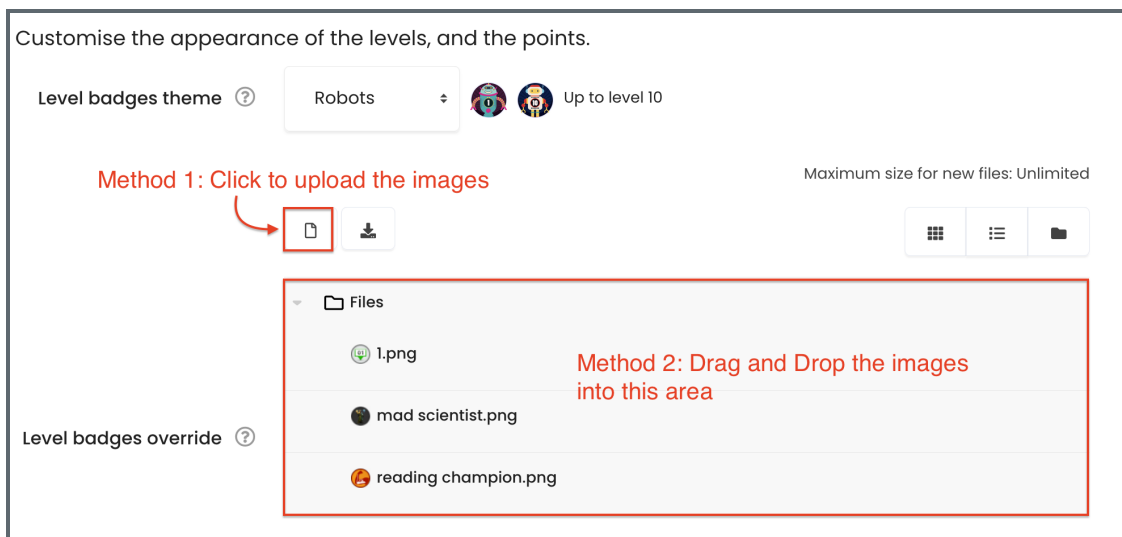 Customise the appearance of the levels, and the points.
Level badges theme
Robots
Up to level 10
Method 1: Click to upload the images
Maximum size for new files: Unlimited
Files
1.png
Method 2: Drag and Drop the images
into this area
mad scientist.png
Level badges override
reading champion.png